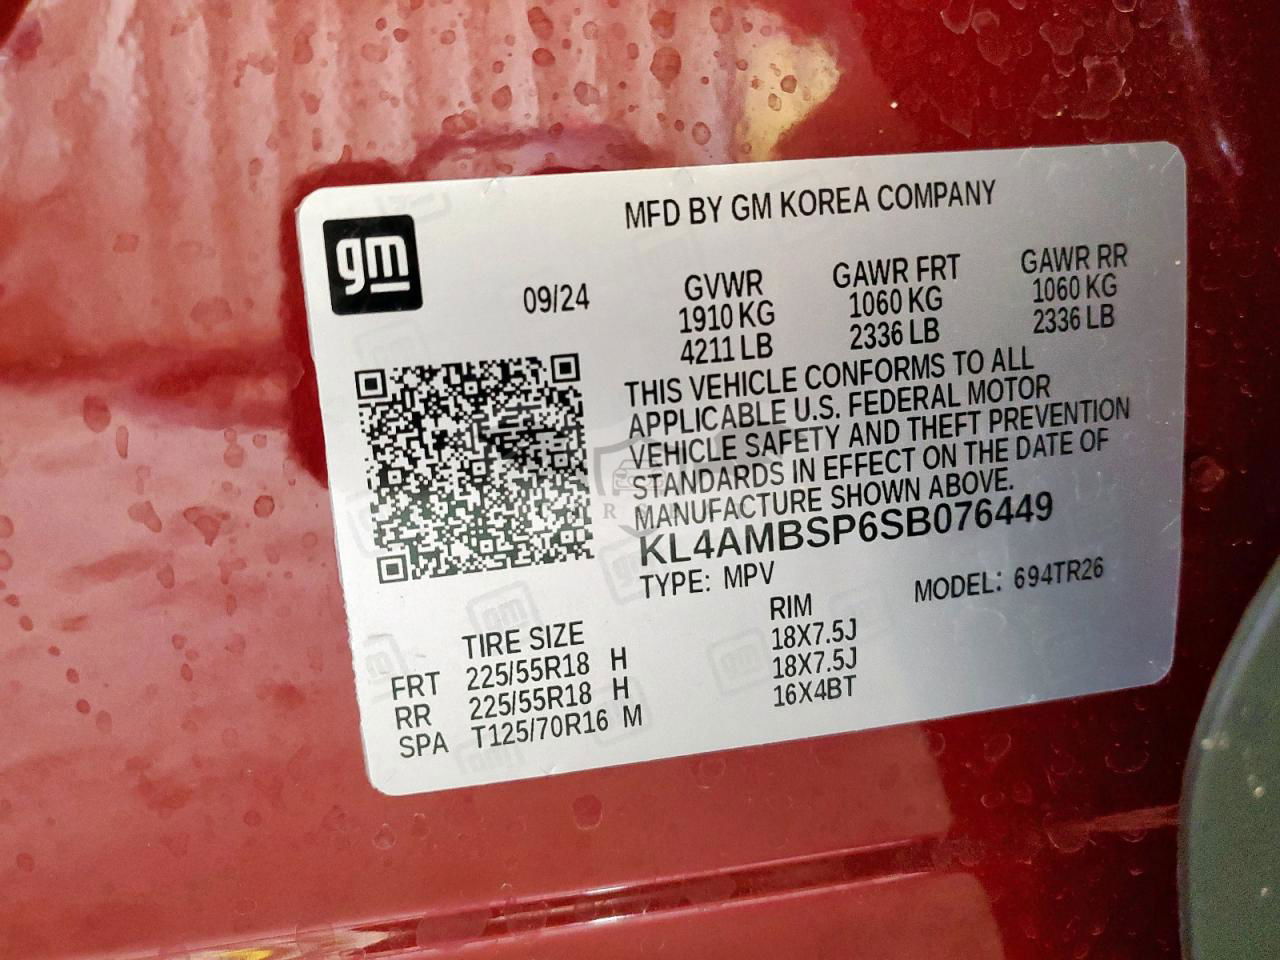 MFD BY GM KOREA COMPANY
gm
09/24
GVWR GAWR FRT GAWR RR
1910 KG 1060 KG 1060 KG
4211 LB 2336 LB 2336 LB
THIS VEHICLE CONFORMS TO ALL
APPLICABLE U.S. FEDERAL MOTOR
VEHICLE SAFETY AND THEFT PREVENTION
STANDARDS IN EFFECT ON THE DATE OF
MANUFACTURE SHOWN ABOVE.
KL4AMBSP6SB076449
TYPE: MPV MODEL: 694TR26
TIRE SIZE RIM
FRT 225/55R18 H 18X7.5J
RR 225/55R18 H 18X7.5J
SPA T125/70R16 M 16X4BT